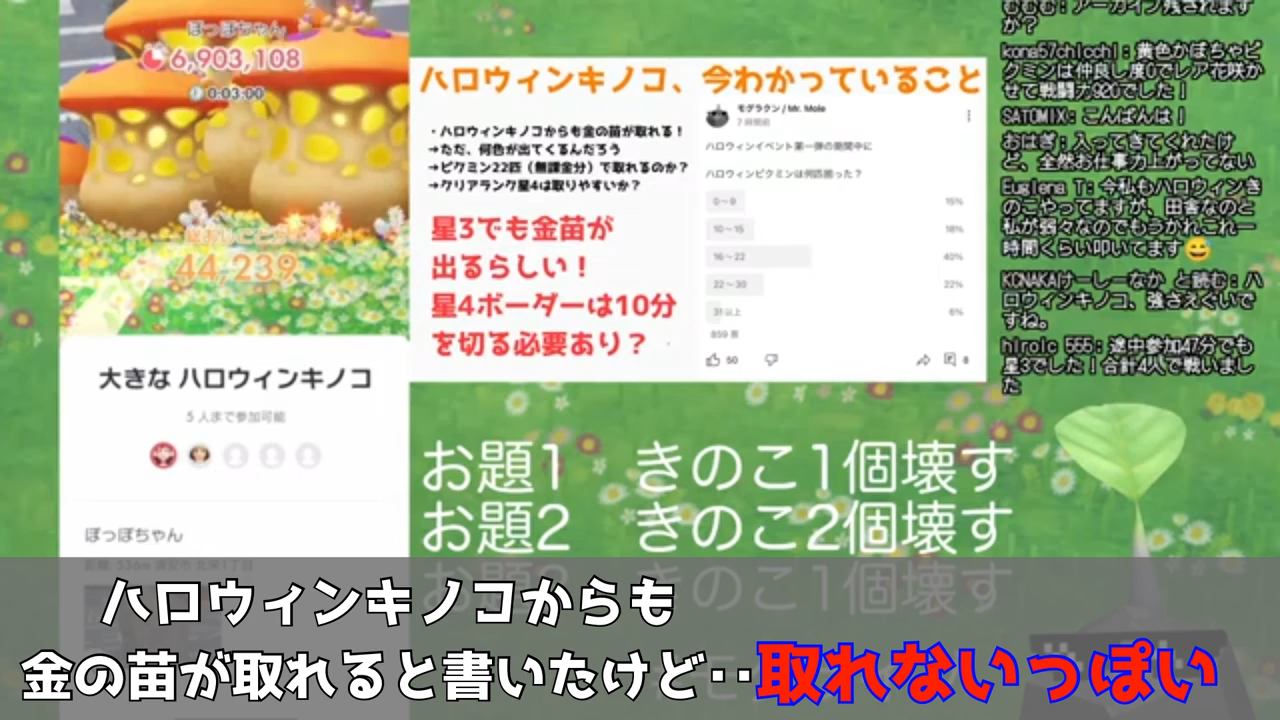 ぽっぽちゃん
6,903,108
0:03:00
44,239
大きな ハロウィンキノコ
5 人まで参加可能
ぽっぽちゃん
ハロウィンキノコ、今わかっていること
・ハロウィンキノコからも金の苗が取れる！
→ただ、何色が出てくるんだろう
→ピクミン22匹（無課金分）で取れるのか？
→クリアランク星4は取りやすいか？
星3でも金苗が
出るらしい！
星4ボーダーは10分
を切る必要あり？
モグラクン / Mr. Mole
7 時間前
ハロウィンイベント第一弾の期間中に
ハロウィンピクミンは何匹揃った？
0～9 15%
10～15 18%
16～22 40%
22～30 22%
31以上 6%
859 票
50
8
むむむ：アーカイブ残されます
か？
kona57chicchi：黄色かぼちゃピ
クミンは仲良し度0でレア花咲か
せて戦闘力920でした！
SATOMIX：こんばんは！
おはぎ：入ってきてくれたけ
ど、全然お仕事力上がってない
Euglena T：今私もハロウィンき
のこやってますが、田舎なのと
私が弱々なのでもっかれこれ一
時間くらい叩いてます😅
KONAKAけーしーなか と読む：ハ
ロウィンキノコ、強さえぐいで
すね。
hiroic 555：途中参加47分でも
星3でした！合計4人で戦いまし
た
お題1 きのこ1個壊す
お題2 きのこ2個壊す
ハロウィンキノコからも
金の苗が取れると書いたけど‥取れないっぽい